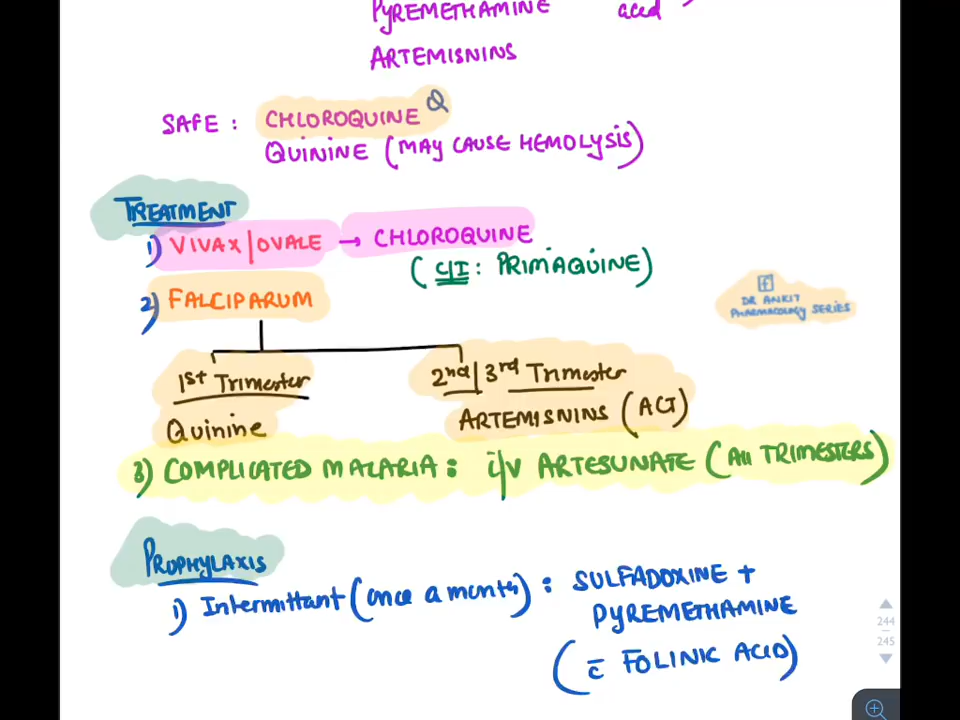 PYREMETHAMINE acid
ARTEMISNINS
SAFE : CHLOROQUINE Q
QUININE (MAY CAUSE HEMOLYSIS)
TREATMENT
1) VIVAX/OVALE → CHLOROQUINE
(C/I : PRIMAQUINE)
2) FALCIPARUM
DR ANKIT
PHARMACOLOGY SERIES
1st Trimester 2nd/3rd Trimester
Quinine ARTEMISNINS (ACT)
3) COMPLICATED MALARIA : i/v ARTESUNATE (All TRIMESTERS)
PROPHYLAXIS
1) Intermittant (once a month) : SULFADOXINE +
PYREMETHAMINE
(c̄ FOLINIC ACID)
244
245